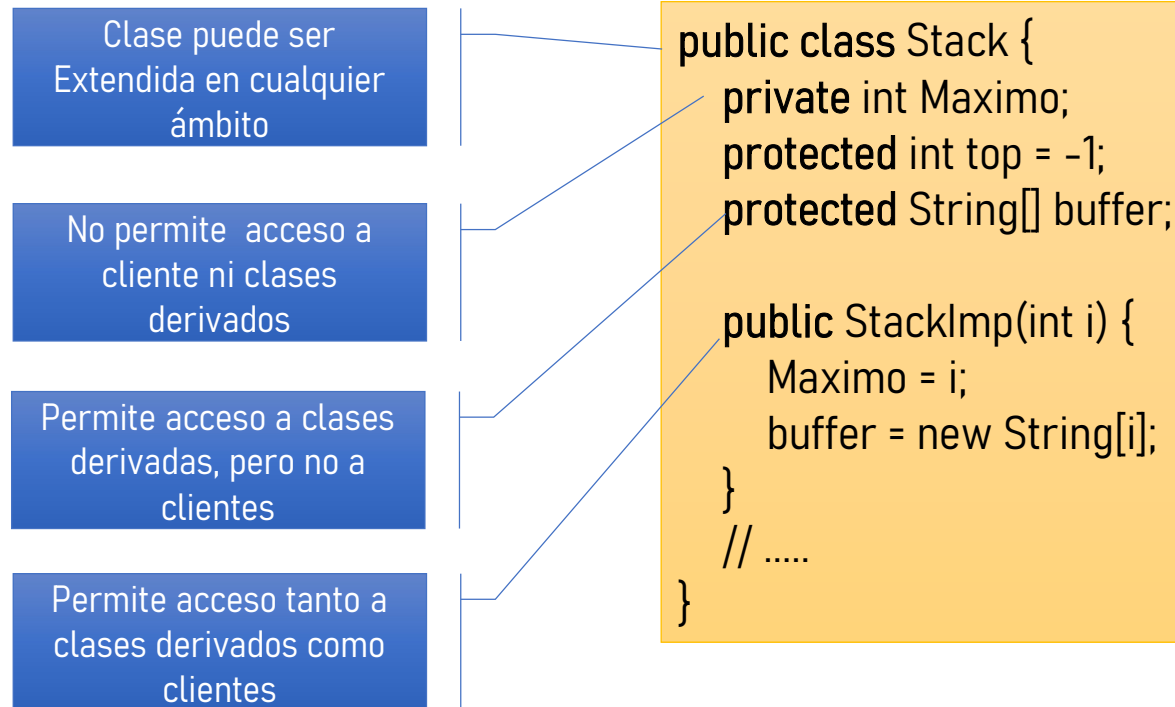 Clase puede ser
Extendida en cualquier
ámbito
No permite  acceso a
cliente ni clases
derivados
Permite acceso a clases
derivadas, pero no a
clientes
Permite acceso tanto a
clases derivados como
clientes
public class Stack {
private int Maximo;
protected int top = -1;
protected String[] buffer;
public StackImp(int i) {
Maximo = i;
buffer = new String[i];
}
// .....
}